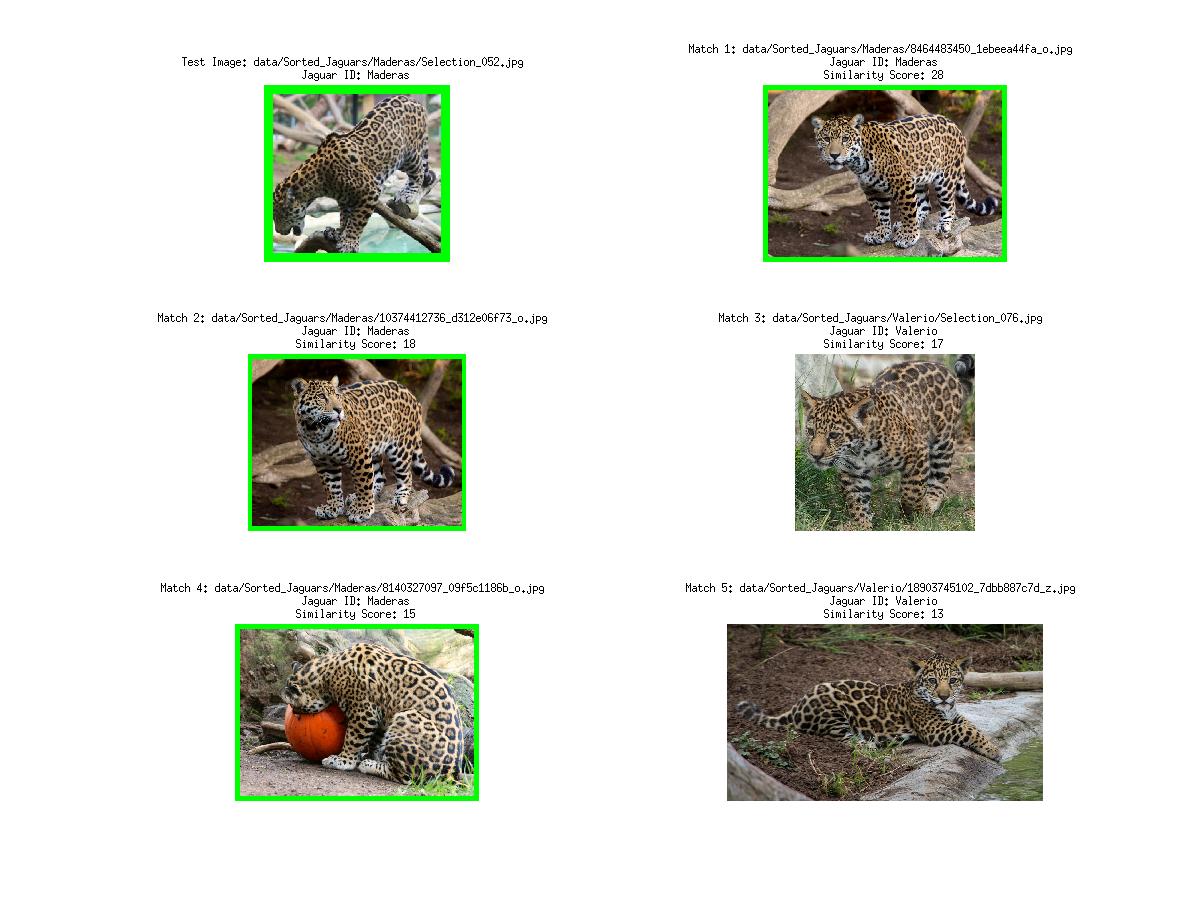 Test Image: data/Sorted_Jaguars/Maderas/Selection_052.jpg
Jaguar ID: Maderas
Match 1: data/Sorted_Jaguars/Maderas/8464483450_1ebeea44fa_o.jpg
Jaguar ID: Maderas
Similarity Score: 28
Match 2: data/Sorted_Jaguars/Maderas/10374412736_d312e06f73_o.jpg
Jaguar ID: Maderas
Similarity Score: 18
Match 3: data/Sorted_Jaguars/Valerio/Selection_076.jpg
Jaguar ID: Valerio
Similarity Score: 17
Match 4: data/Sorted_Jaguars/Maderas/8140327097_09f5c1186b_o.jpg
Jaguar ID: Maderas
Similarity Score: 15
Match 5: data/Sorted_Jaguars/Valerio/18903745102_7dbb887c7d_z.jpg
Jaguar ID: Valerio
Similarity Score: 13